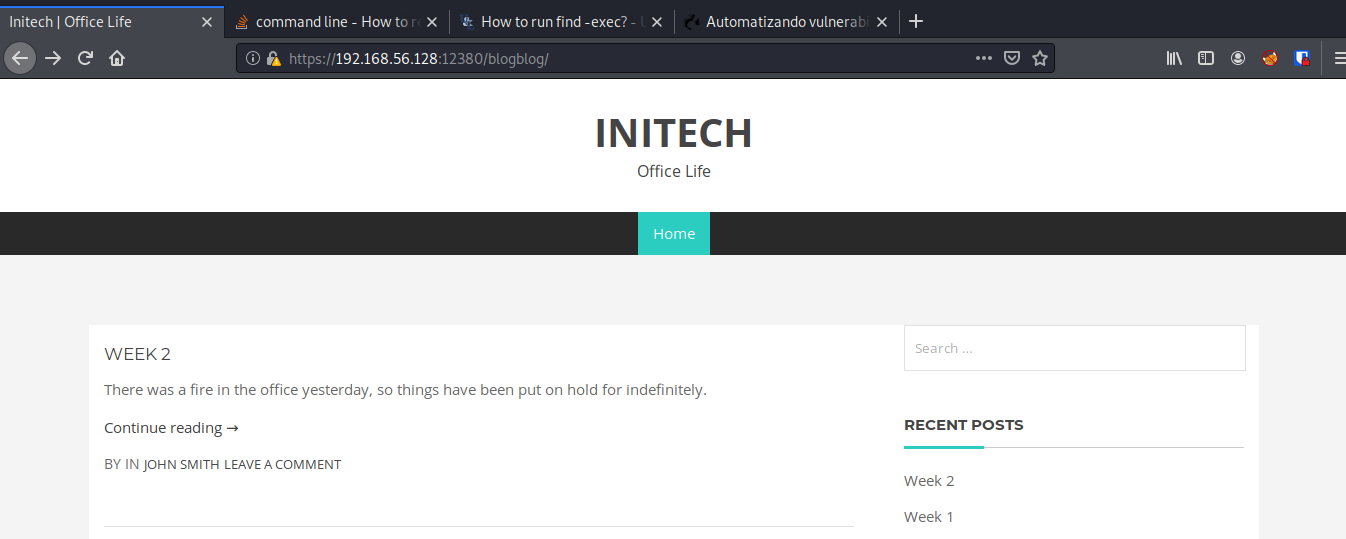 Initech | Office Life
command line - How to r
How to run find -exec? -
Automatizando vulnerab
https://192.168.56.128:12380/blogblog/
INITECH
Office Life
Home
WEEK 2
There was a fire in the office yesterday, so things have been put on hold for indefinitely.
Continue reading →
BY IN JOHN SMITH LEAVE A COMMENT
Search ...
RECENT POSTS
Week 2
Week 1